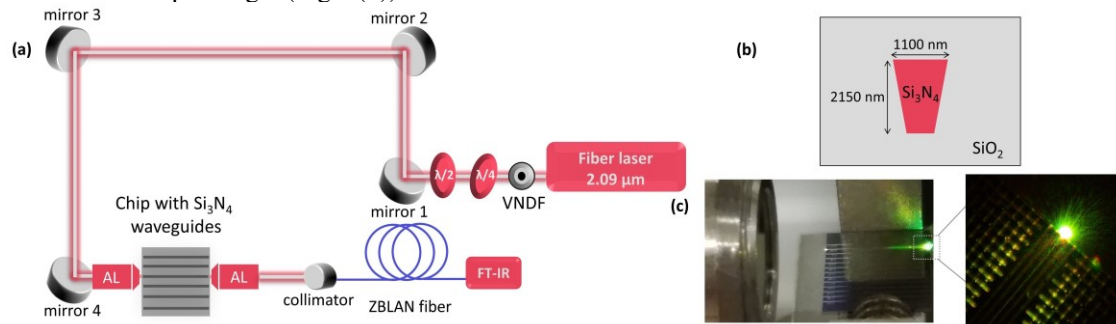 mirror 3
mirror 2
(a)
λ/2
λ/4
Fiber laser
2.09 µm
VNDF
mirror 1
Chip with Si₃N₄
waveguides
AL
AL
FT-IR
mirror 4
collimator
ZBLAN fiber
(b)
1100 nm
2150 nm
Si₃N₄
SiO₂
(c)